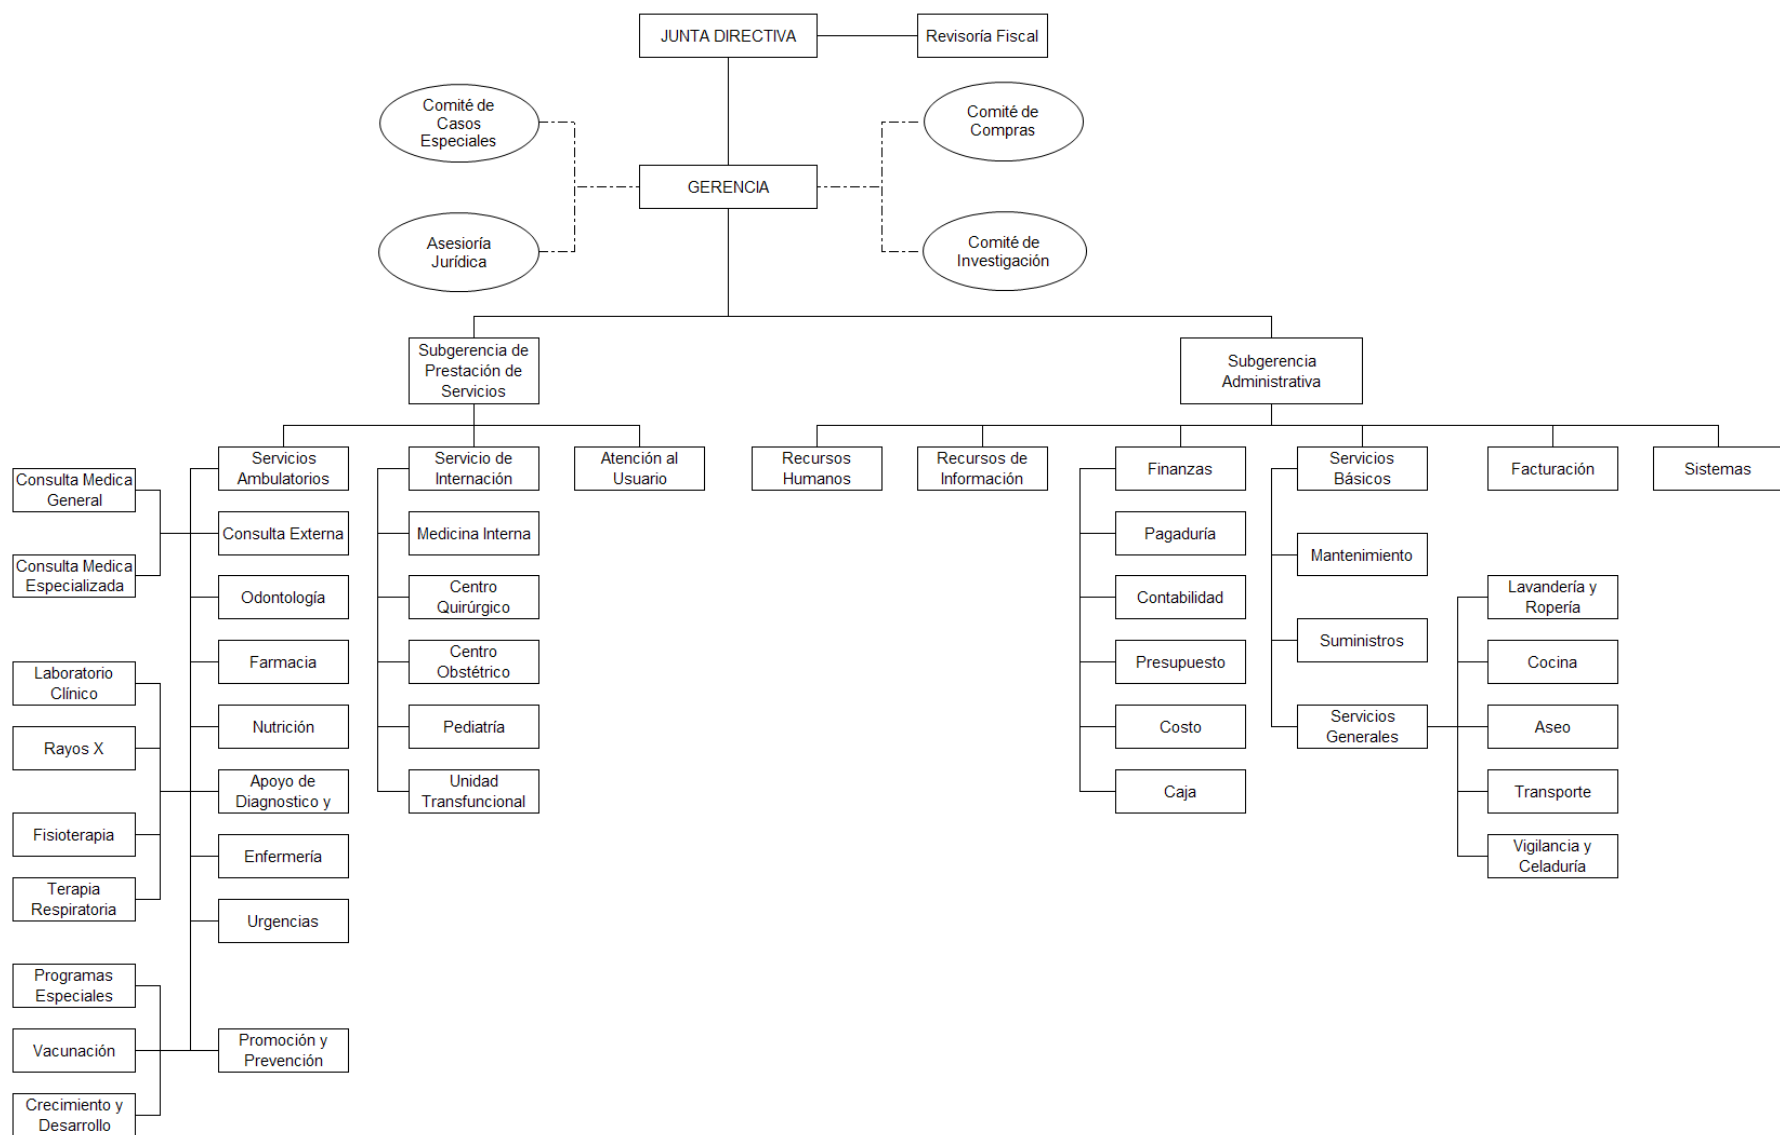 JUNTA DIRECTIVA
Revisoría Fiscal
Comité de
Casos
Especiales
Comité de
Compras
GERENCIA
Asesioría
Jurídica
Comité de
Investigación
Subgerencia de
Prestación de
Servicios
Subgerencia
Administrativa
Servicios
Ambulatorios
Servicio de
Internación
Atención al
Usuario
Recursos
Humanos
Recursos de
Información
Finanzas
Servicios
Básicos
Facturación
Sistemas
Consulta Medica
General
Consulta Externa
Consulta Medica
Especializada
Odontología
Farmacia
Laboratorio
Clínico
Nutrición
Rayos X
Apoyo de
Diagnostico y
Fisioterapia
Enfermería
Terapia
Respiratoria
Urgencias
Programas
Especiales
Vacunación
Promoción y
Prevención
Crecimiento y
Desarrollo
Medicina Interna
Centro
Quirúrgico
Centro
Obstétrico
Pediatría
Unidad
Transfuncional
Pagaduría
Contabilidad
Presupuesto
Costo
Caja
Mantenimiento
Suministros
Servicios
Generales
Lavandería y
Ropería
Cocina
Aseo
Transporte
Vigilancia y
Celaduría